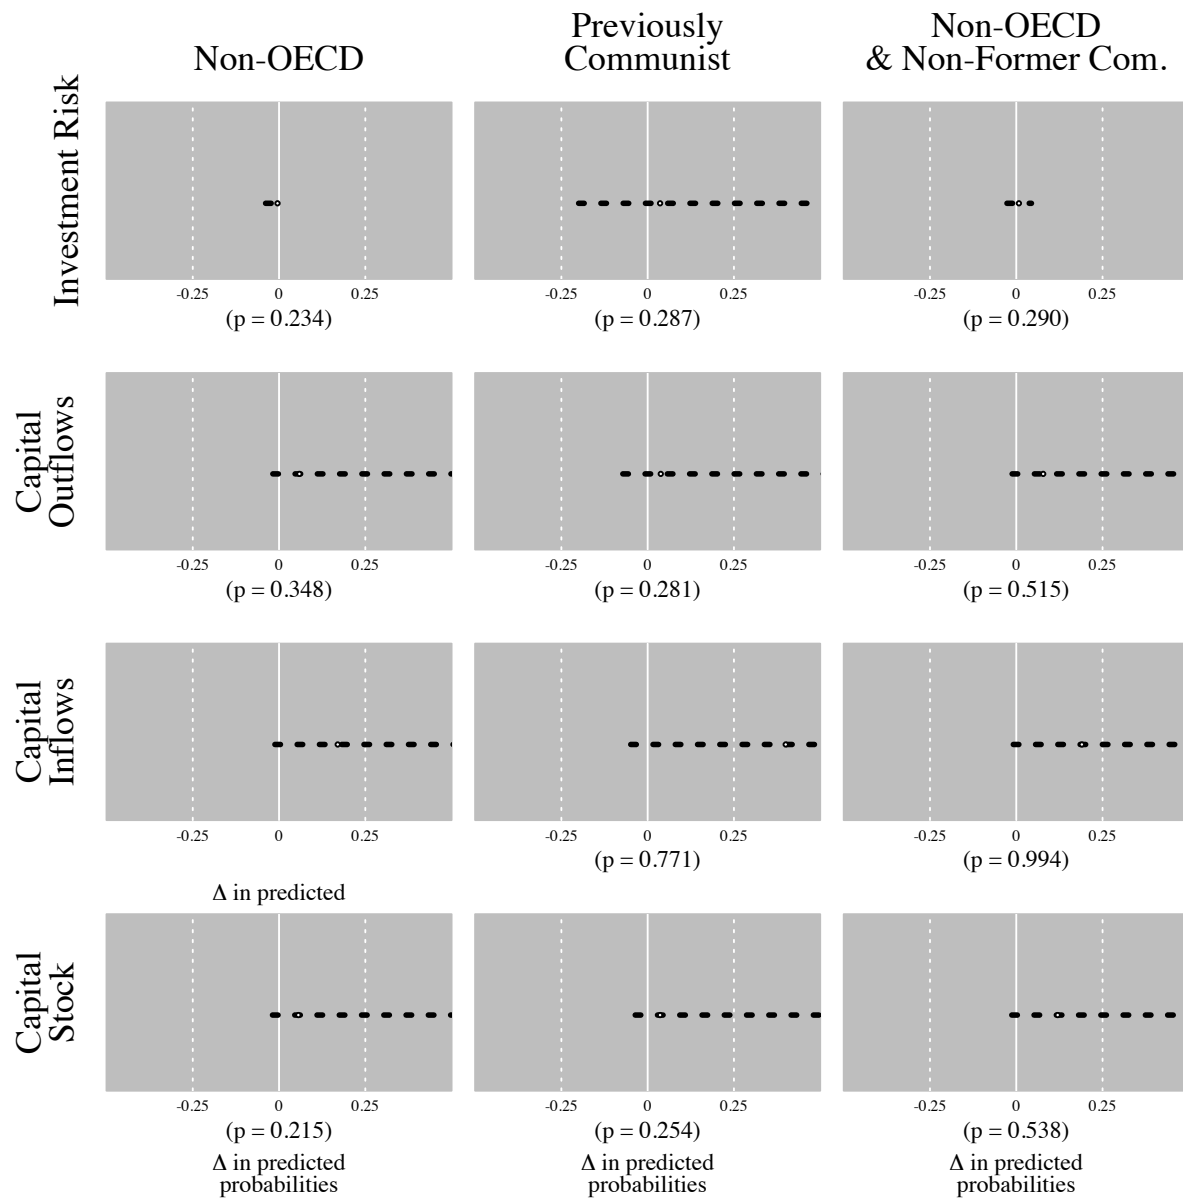 Non-OECD
Previously
Communist
Non-OECD
& Non-Former Com.
Investment Risk
-0.25 0 0.25
(p = 0.234)
-0.25 0 0.25
(p = 0.287)
-0.25 0 0.25
(p = 0.290)
Capital
Outflows
-0.25 0 0.25
(p = 0.348)
-0.25 0 0.25
(p = 0.281)
-0.25 0 0.25
(p = 0.515)
Capital
Inflows
-0.25 0 0.25
Δ in predicted
-0.25 0 0.25
(p = 0.771)
-0.25 0 0.25
(p = 0.994)
Capital
Stock
-0.25 0 0.25
(p = 0.215)
Δ in predicted
probabilities
-0.25 0 0.25
(p = 0.254)
Δ in predicted
probabilities
-0.25 0 0.25
(p = 0.538)
Δ in predicted
probabilities